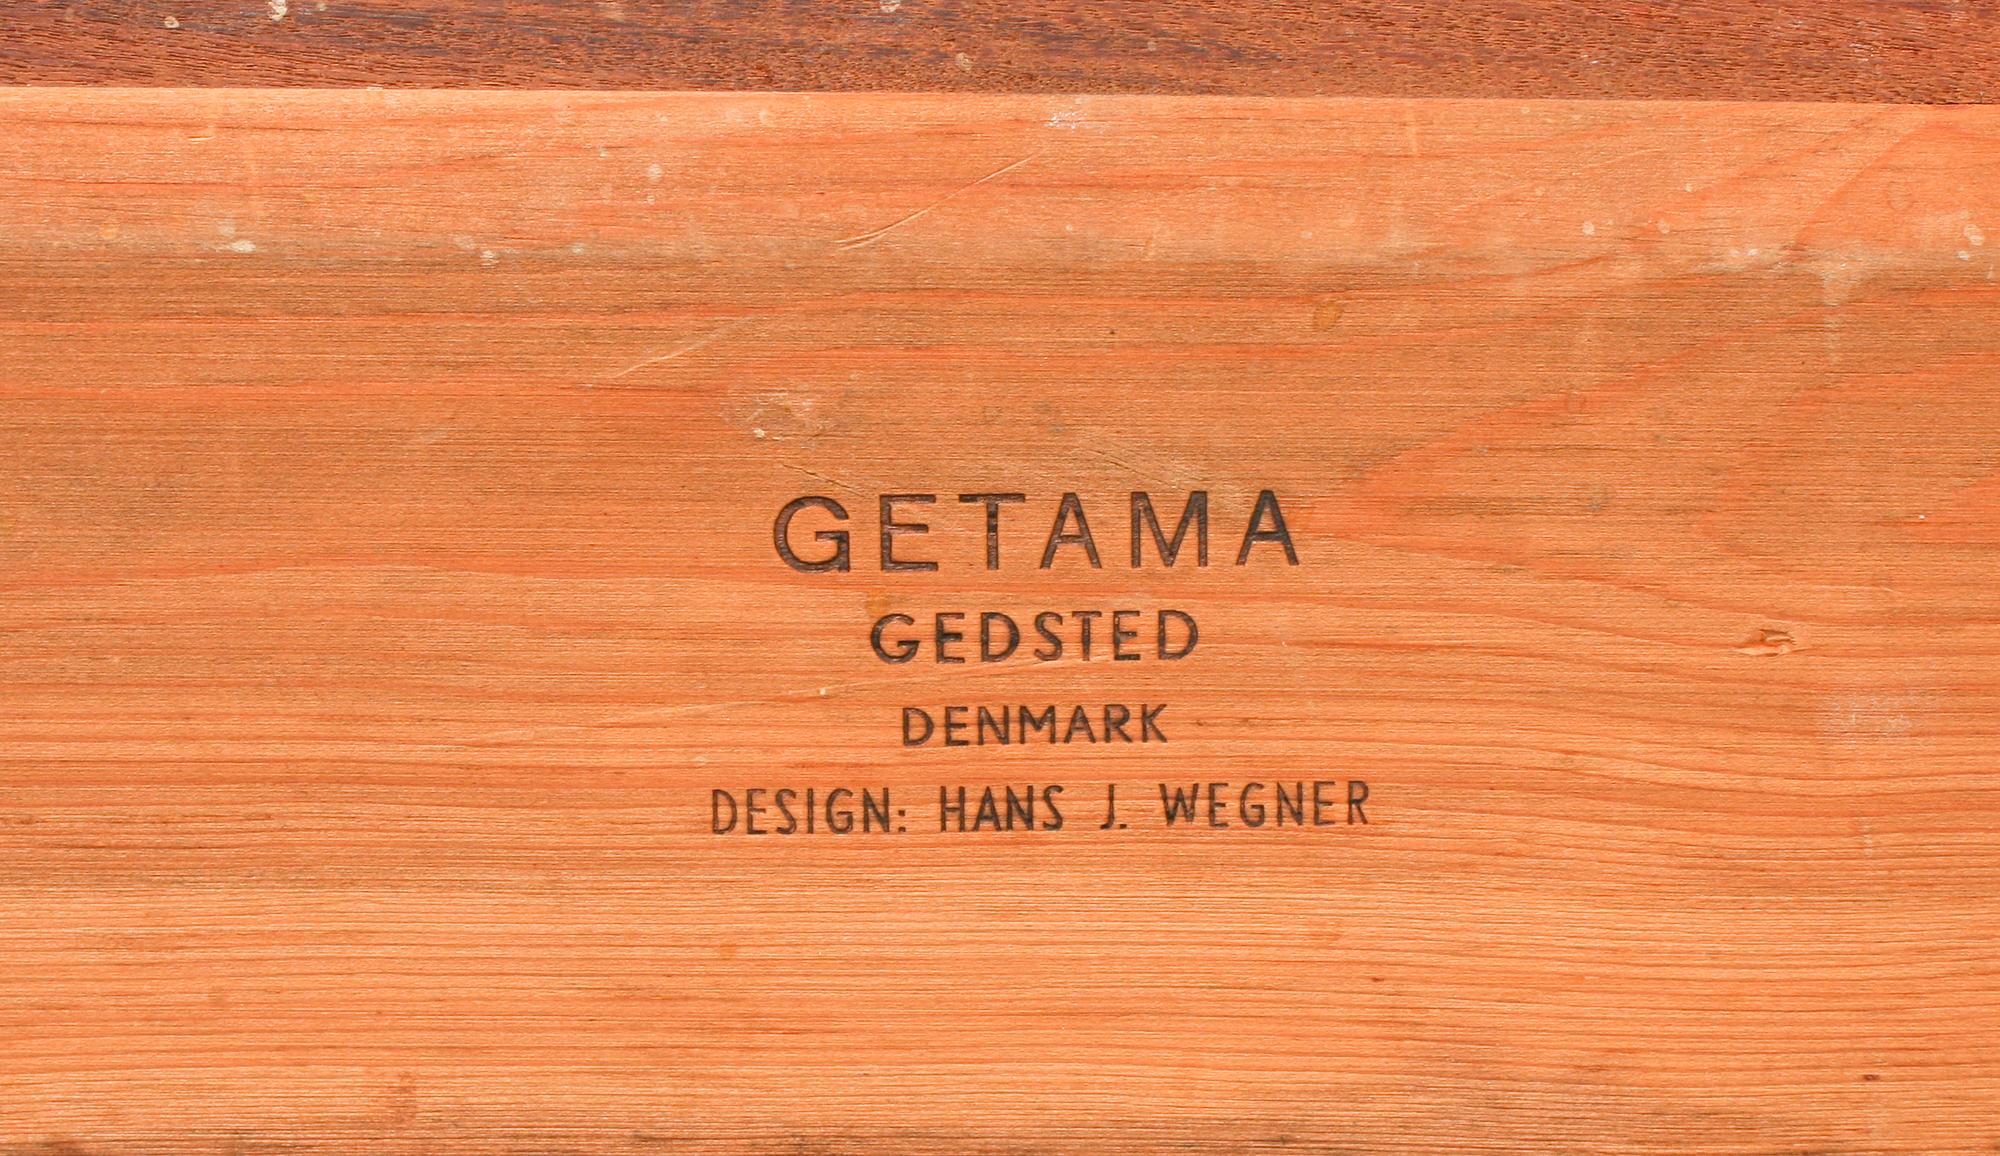 GETAMA
GEDSTED
DENMARK
DESIGN: HANS J. WEGNER